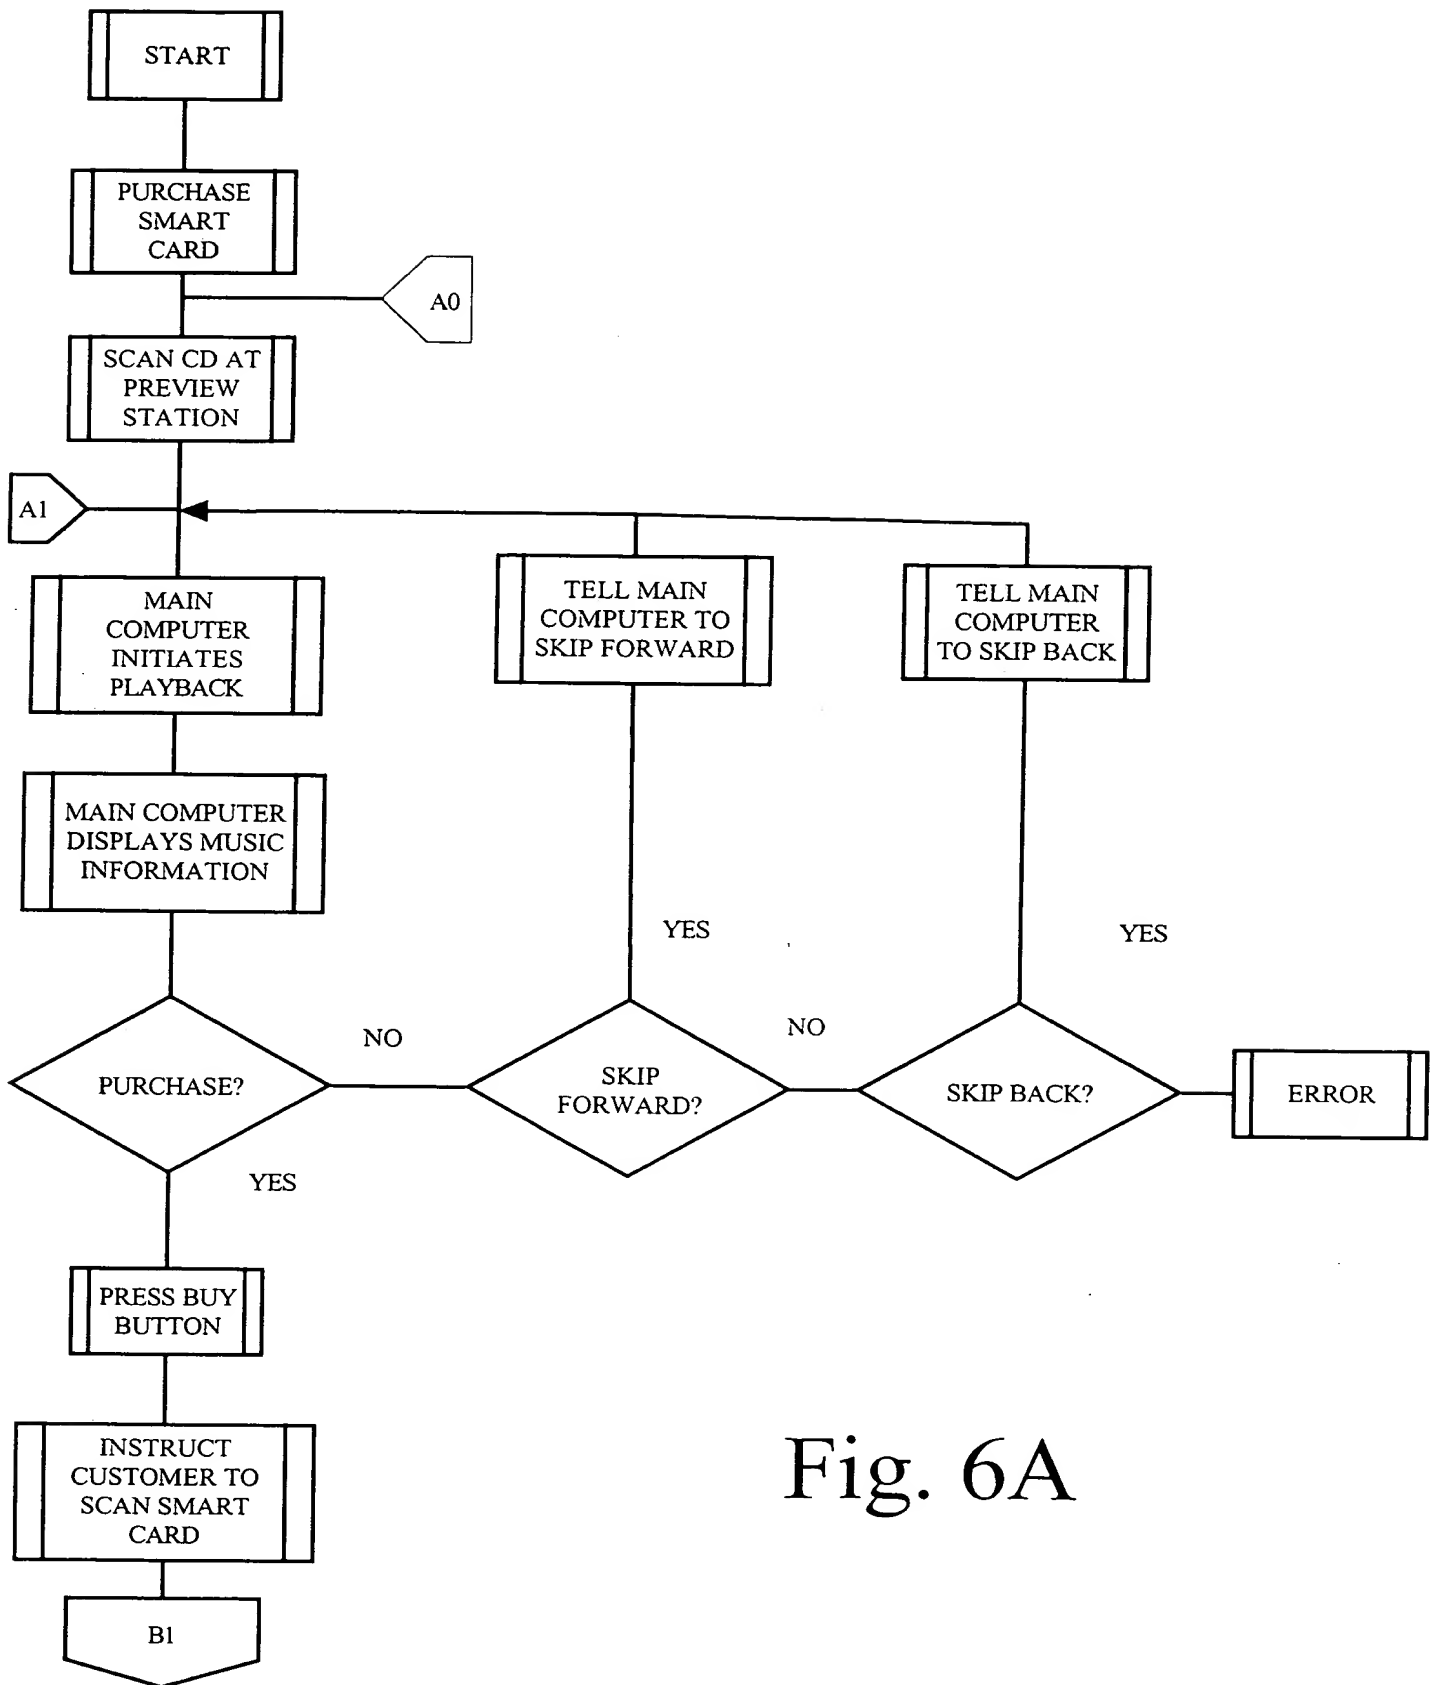 START
PURCHASE
SMART
CARD
A0
SCAN CD AT
PREVIEW
STATION
A1
MAIN
COMPUTER
INITIATES
PLAYBACK
TELL MAIN
COMPUTER TO
SKIP FORWARD
TELL MAIN
COMPUTER
TO SKIP BACK
MAIN COMPUTER
DISPLAYS MUSIC
INFORMATION
YES
YES
NO
NO
PURCHASE?
SKIP
FORWARD?
SKIP BACK?
ERROR
YES
PRESS BUY
BUTTON
INSTRUCT
CUSTOMER TO
SCAN SMART
CARD
B1
Fig. 6A